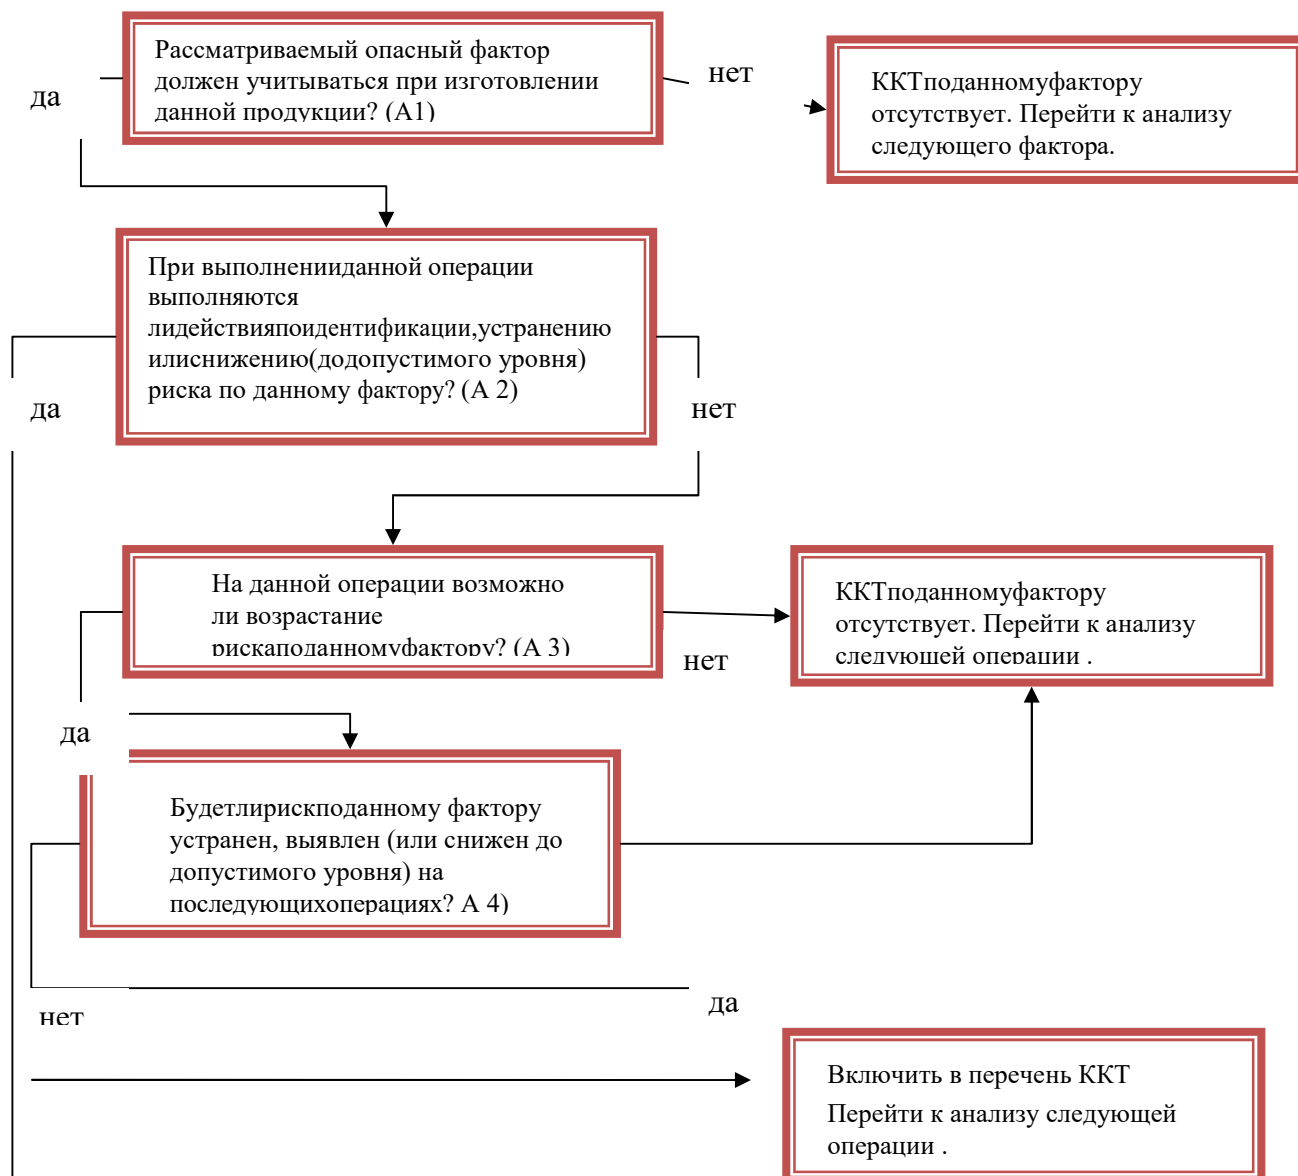 Рассматриваемый опасный фактор
должен учитываться при изготовлении
данной продукции? (А1)
да
нет
ККТподанномуфактору
отсутствует. Перейти к анализу
следующего фактора.
При выполненииданной операции
выполняются
лидействияпоидентификации,устранению
илиснижению(додопустимого уровня)
риска по данному фактору? (А 2)
да
нет
На данной операции возможно
ли возрастание
рискаподанномуфактору? (А 3)
нет
ККТподанномуфактору
отсутствует. Перейти к анализу
следующей операции .
да
Будетлирискподанному фактору
устранен, выявлен (или снижен до
допустимого уровня) на
последующихоперациях? А 4)
да
нет
Включить в перечень ККТ
Перейти к анализу следующей
операции .